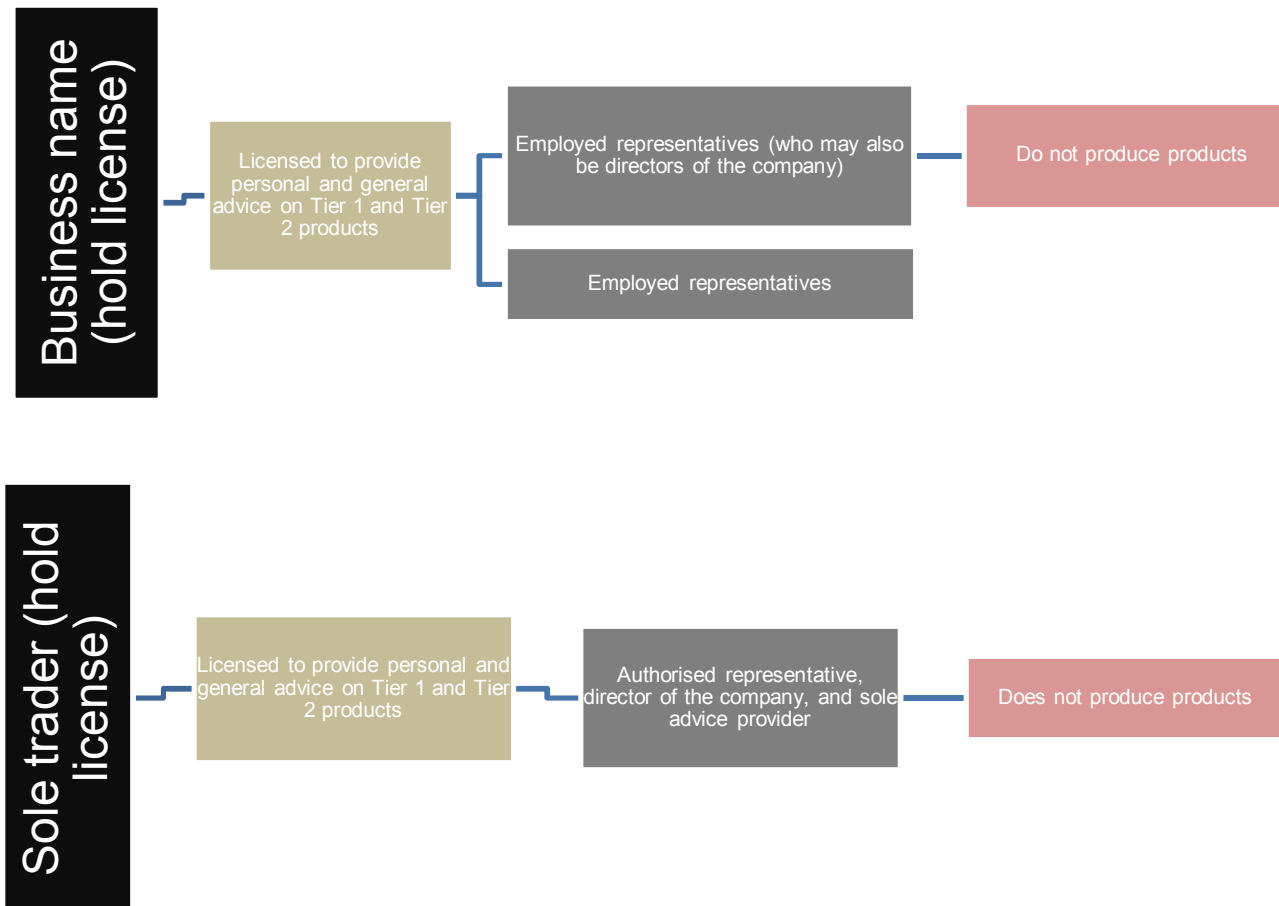 Business name
(hold license)
Licensed to provide
personal and general
advice on Tier 1 and Tier
2 products
Employed representatives (who may also
be directors of the company)
Do not produce products
Employed representatives
Sole trader (hold
license)
Licensed to provide personal and
general advice on Tier 1 and Tier
2 products
Authorised representative,
director of the company, and sole
advice provider
Does not produce products